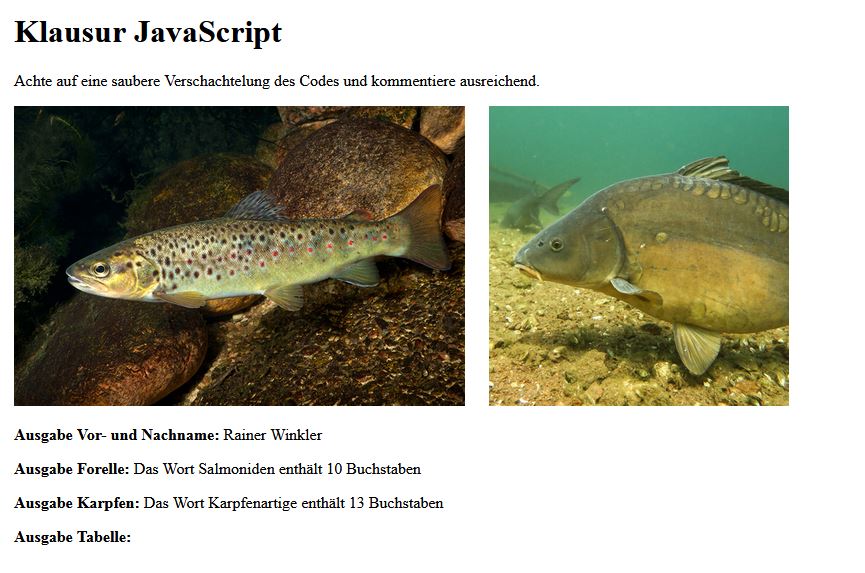 Klausur JavaScript
Achte auf eine saubere Verschachtelung des Codes und kommentiere ausreichend.
Ausgabe Vor- und Nachname: Rainer Winkler
Ausgabe Forelle: Das Wort Salmoniden enthält 10 Buchstaben
Ausgabe Karpfen: Das Wort Karpfenartige enthält 13 Buchstaben
Ausgabe Tabelle: